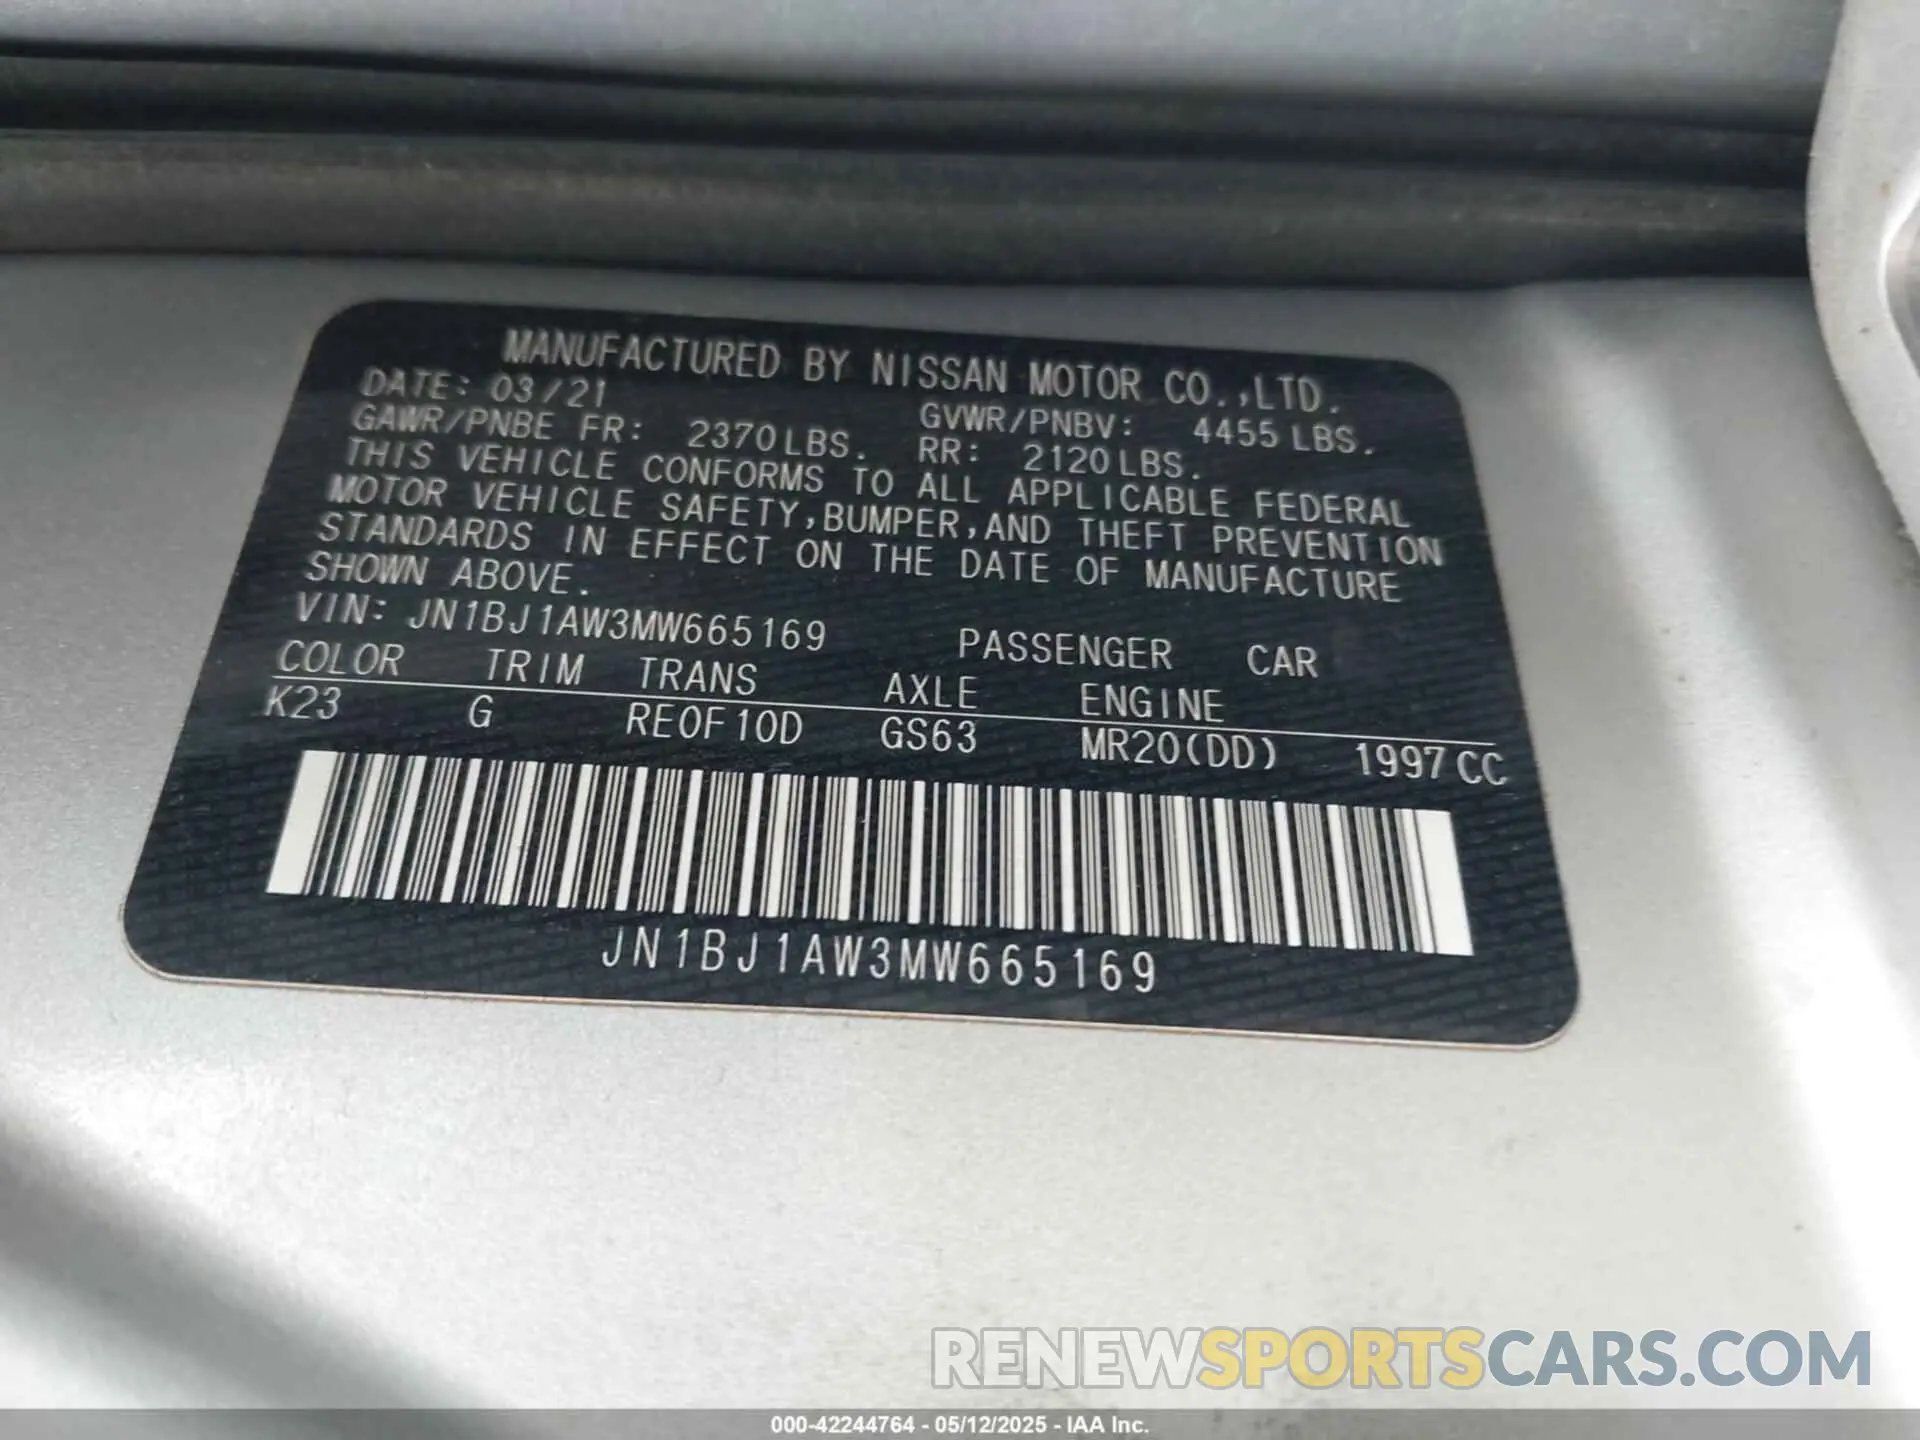 MANUFACTURED BY NISSAN MOTOR CO.,LTD.
DATE: 03/21
GAWR/PNBE FR: 2370LBS. GVWR/PNBV: 4455 LBS.
RR: 2120LBS.
THIS VEHICLE CONFORMS TO ALL APPLICABLE FEDERAL
MOTOR VEHICLE SAFETY,BUMPER,AND THEFT PREVENTION
STANDARDS IN EFFECT ON THE DATE OF MANUFACTURE
SHOWN ABOVE.
VIN: JN1BJ1AW3MW665169 PASSENGER CAR
COLOR TRIM TRANS AXLE ENGINE
K23 G RE0F10D GS63 MR20(DD) 1997CC
JN1BJ1AW3MW665169
RENEWSPORTSCARS.COM
000-42244764 - 05/12/2025 - IAA Inc.